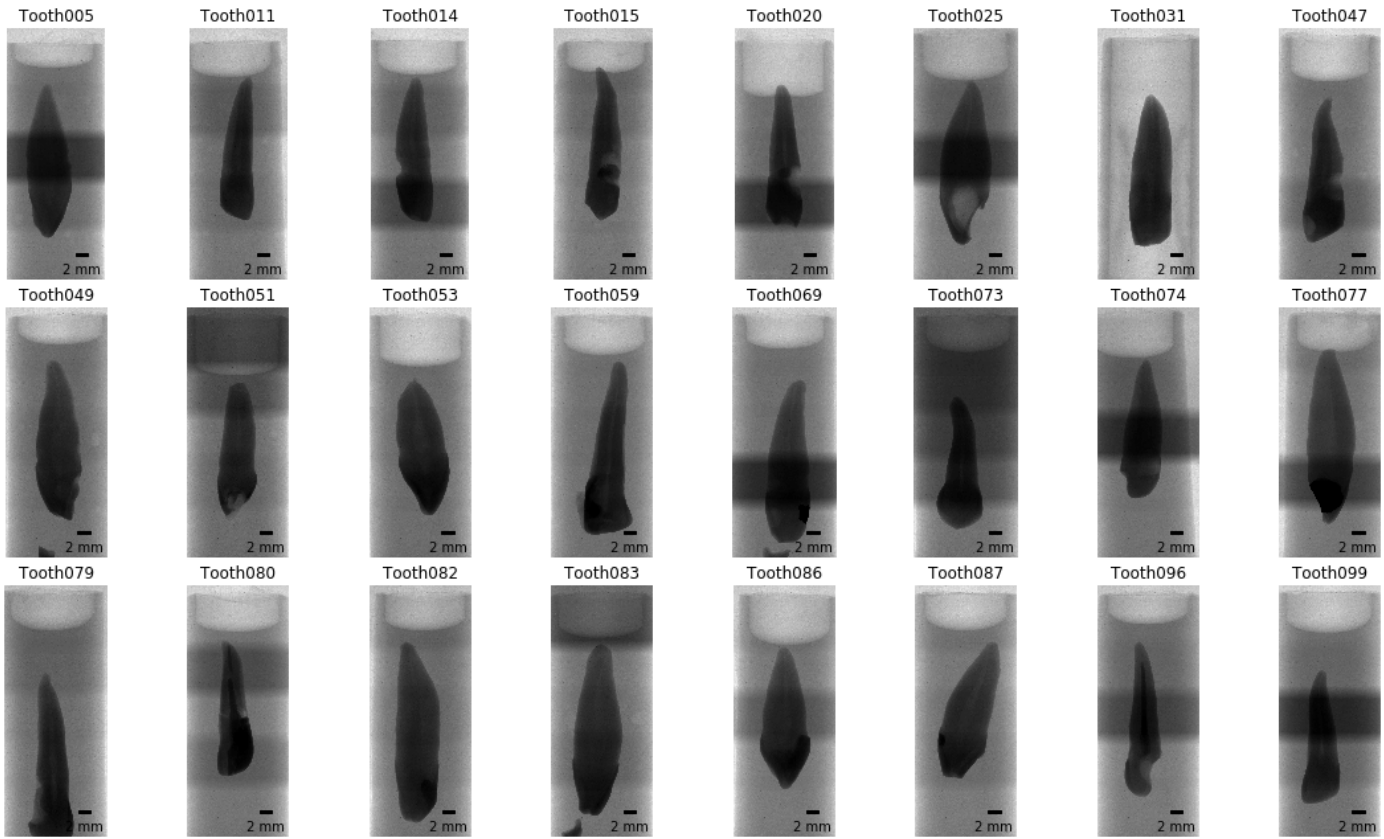 Tooth005 Tooth011 Tooth014 Tooth015 Tooth020 Tooth025 Tooth031 Tooth047
2 mm 2 mm 2 mm 2 mm 2 mm 2 mm 2 mm 2 mm
Tooth049 Tooth051 Tooth053 Tooth059 Tooth069 Tooth073 Tooth074 Tooth077
2 mm 2 mm 2 mm 2 mm 2 mm 2 mm 2 mm 2 mm
Tooth079 Tooth080 Tooth082 Tooth083 Tooth086 Tooth087 Tooth096 Tooth099
2 mm 2 mm 2 mm 2 mm 2 mm 2 mm 2 mm 2 mm